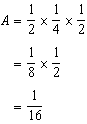 A = 1/2 × 1/4 × 1/2
= 1/8 × 1/2
= 1/16